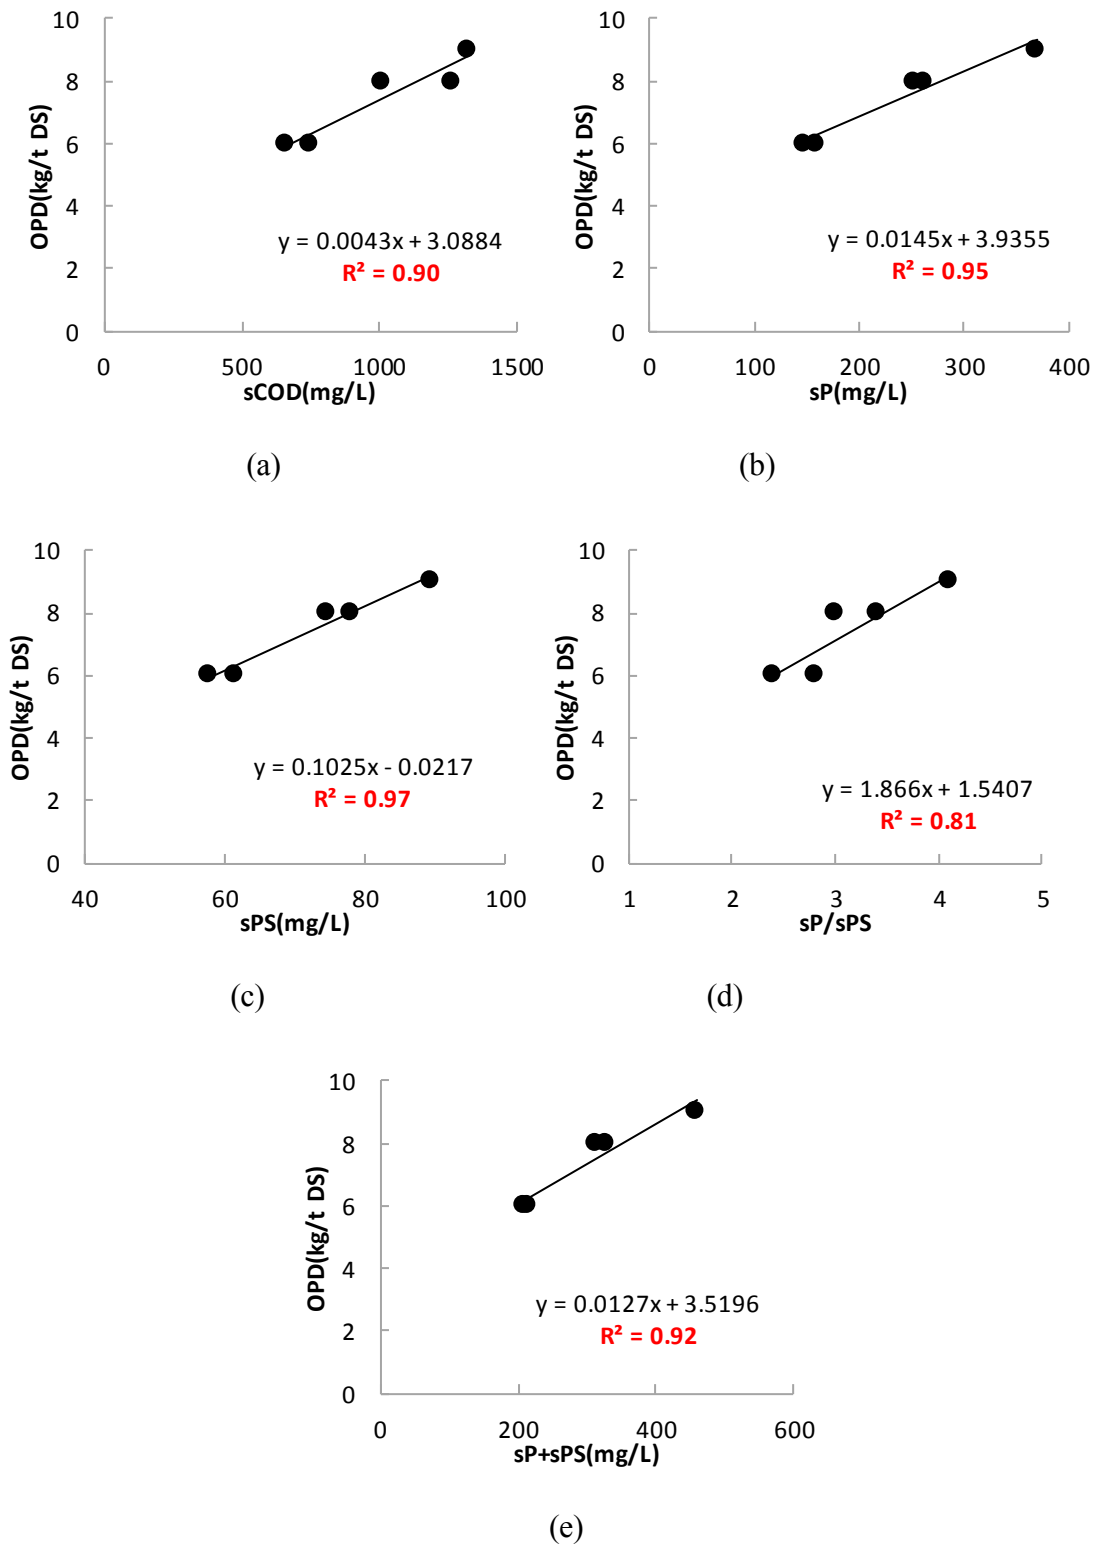 10
8
6
4
2
0
OPD(kg/t DS)
y = 0.0043x + 3.0884
R² = 0.90
0 500 1000 1500
sCOD(mg/L)
(a)
10
8
6
4
2
0
OPD(kg/t DS)
y = 0.0145x + 3.9355
R² = 0.95
0 100 200 300 400
sP(mg/L)
(b)
10
8
6
4
2
0
OPD(kg/t DS)
y = 0.1025x - 0.0217
R² = 0.97
40 60 80 100
sPS(mg/L)
(c)
10
8
6
4
2
0
OPD(kg/t DS)
y = 1.866x + 1.5407
R² = 0.81
1 2 3 4 5
sP/sPS
(d)
10
8
6
4
2
0
OPD(kg/t DS)
y = 0.0127x + 3.5196
R² = 0.92
0 200 400 600
sP+sPS(mg/L)
(e)